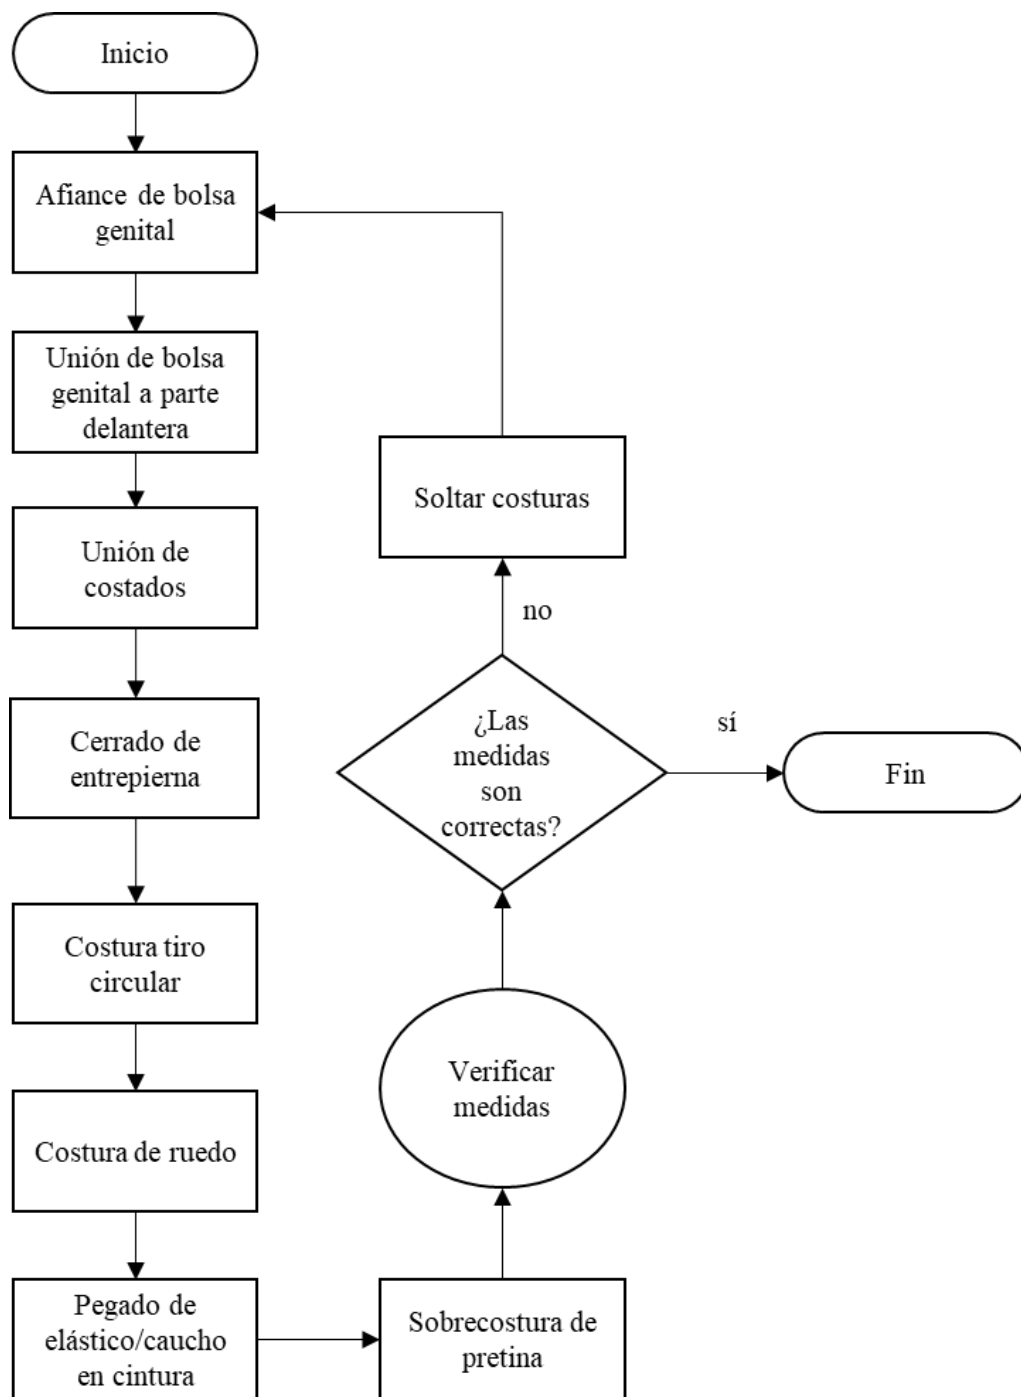 Inicio
Afiance de bolsa
genital
Unión de bolsa
genital a parte
delantera
Unión de
costados
Cerrado de
entrepierna
Costura tiro
circular
Costura de ruedo
Pegado de
elástico/caucho
en cintura
Sobrecostura de
pretina
Verificar
medidas
¿Las
medidas
son
correctas?
no
Soltar costuras
sí
Fin